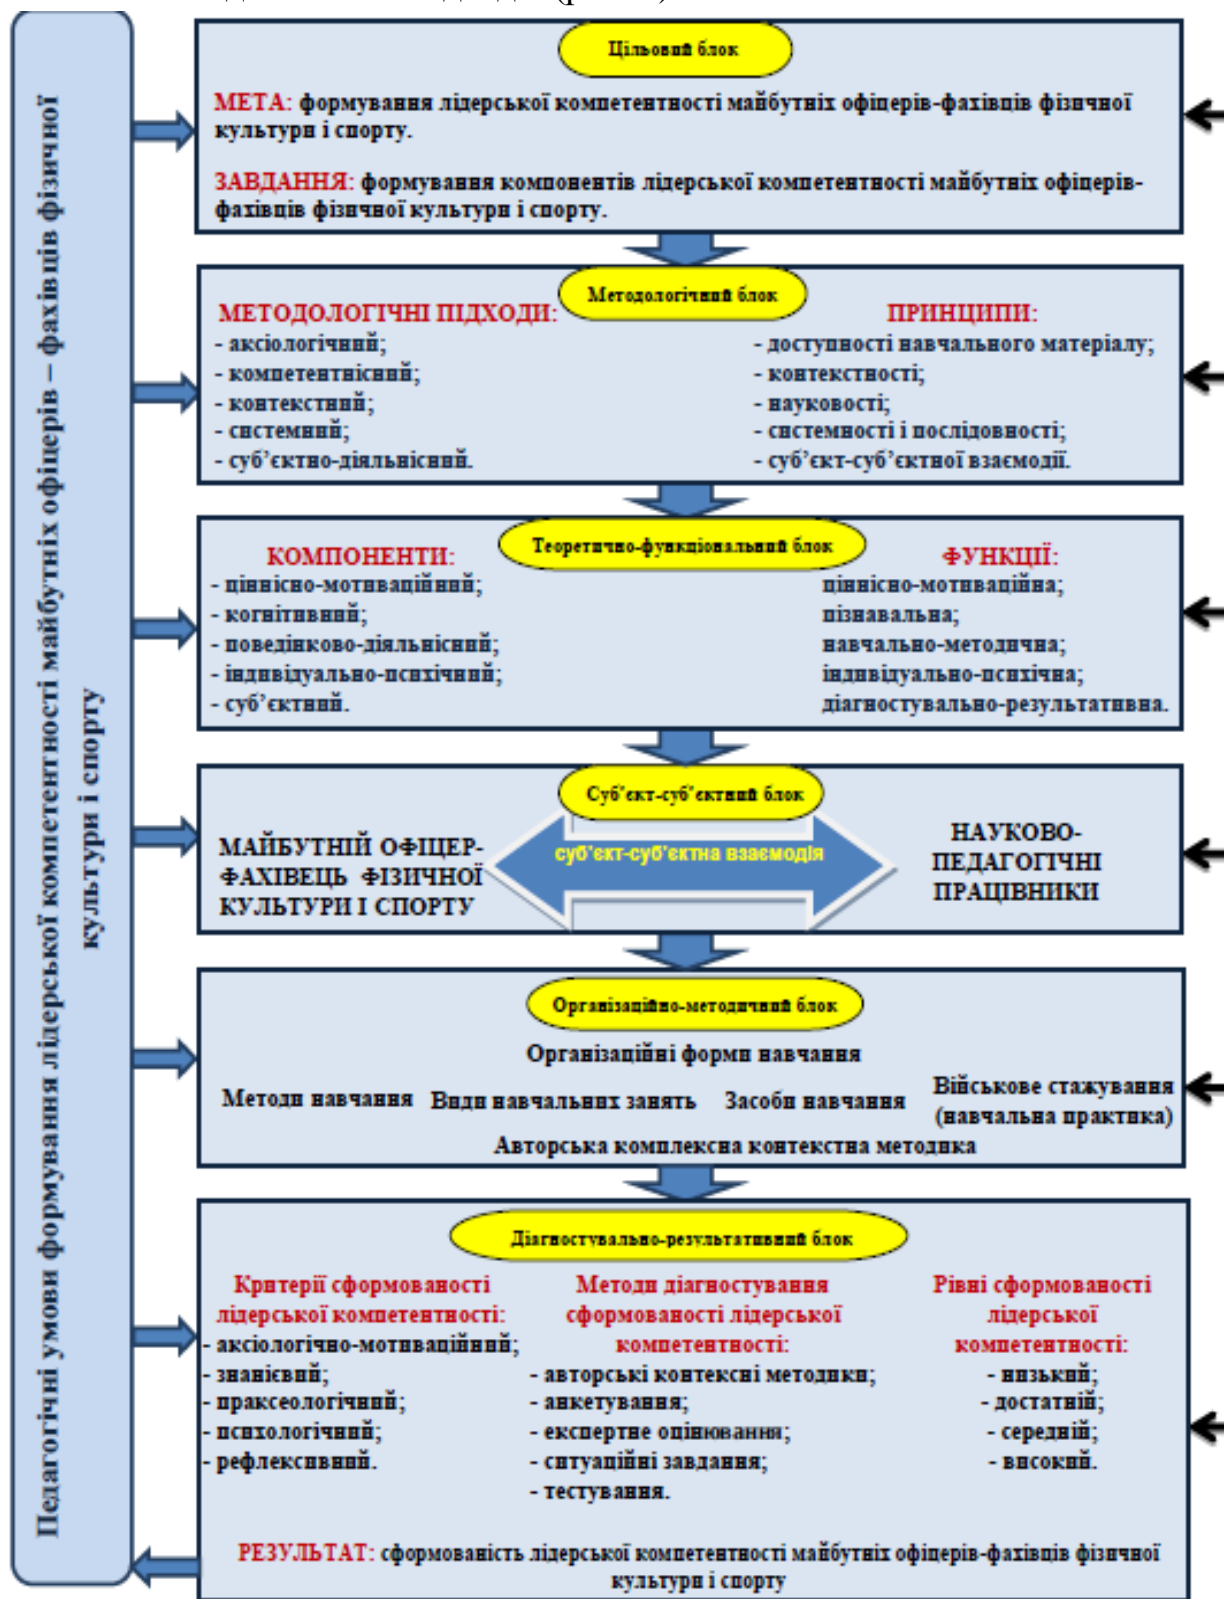 Педагогічні умови формування лідерської компетентності майбутніх офіцерів – фахівців фізичної
культури і спорту
Цільовий блок
МЕТА: формування лідерської компетентності майбутніх офіцерів-фахівців фізичної
культури і спорту.
ЗАВДАННЯ: формування компонентів лідерської компетентності майбутніх офіцерів-
фахівців фізичної культури і спорту.
Методологічний блок
МЕТОДОЛОГІЧНІ ПІДХОДИ:
- аксіологічний;
- компетентнісний;
- контекстний;
- системний;
- суб’єктно-діяльнісний.
ПРИНЦИПИ:
- доступності навчального матеріалу;
- контекстності;
- науковості;
- системності і послідовності;
- суб’єкт-суб’єктної взаємодії.
Теоретично-функціональний блок
КОМПОНЕНТИ:
- ціннісно-мотиваційний;
- когнітивний;
- поведінково-діяльнісний;
- індивідуально-психічний;
- суб’єктний.
ФУНКЦІЇ:
ціннісно-мотиваційна;
пізнавальна;
навчально-методична;
індивідуально-психічна;
діагностувально-результативна.
Суб’єкт-суб’єктний блок
МАЙБУТНІЙ ОФІЦЕР-
ФАХІВЕЦЬ ФІЗИЧНОЇ
КУЛЬТУРИ І СПОРТУ
суб’єкт-суб’єктна взаємодія
НАУКОВО-
ПЕДАГОГІЧНІ
ПРАЦІВНИКИ
Організаційно-методичний блок
Організаційні форми навчання
Методи навчання
Види навчальних занять
Засоби навчання
Військове стажування
(навчальна практика)
Авторська комплексна контекстна методика
Діагностувально-результативний блок
Критерії сформованості
лідерської компетентності:
- аксіологічно-мотиваційний;
- знанієвий;
- праксеологічний;
- психологічний;
- рефлексивний.
Методи діагностування
сформованості лідерської
компетентності:
- авторські контексні методики;
- анкетування;
- експертне оцінювання;
- ситуаційні завдання;
- тестування.
Рівні сформованості
лідерської
компетентності:
- низький;
- достатній;
- середній;
- високий.
РЕЗУЛЬТАТ: сформованість лідерської компетентності майбутніх офіцерів-фахівців фізичної
культури і спорту